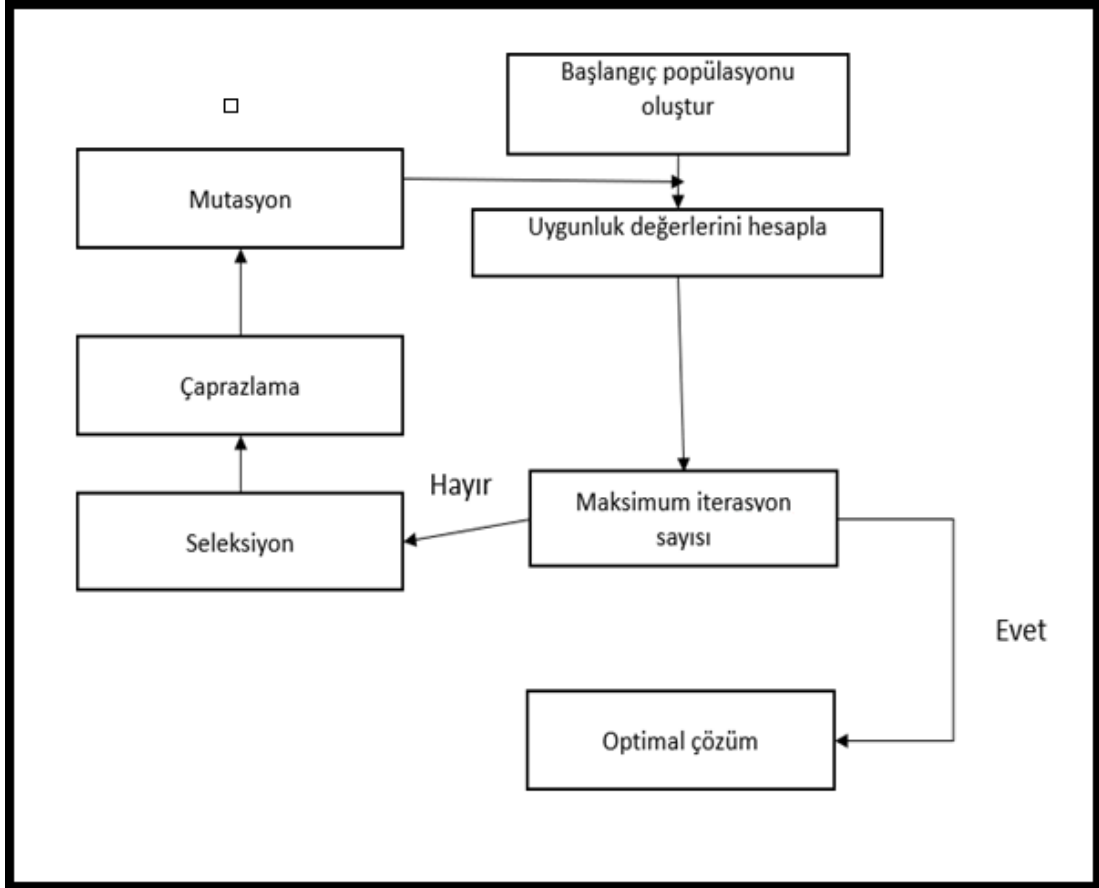 Başlangıç popülasyonu
oluştur
Mutasyon
Uygunluk değerlerini hesapla
Çaprazlama
Hayır
Maksimum iterasyon
sayısı
Seleksiyon
Evet
Optimal çözüm